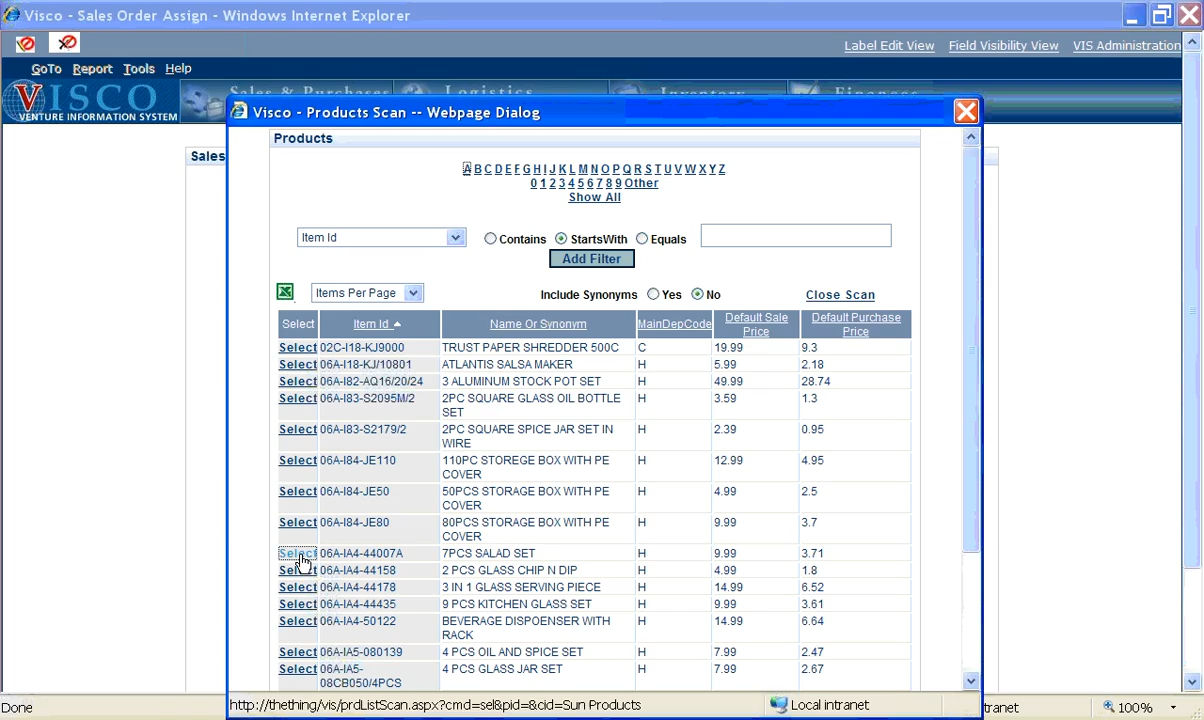 Visco - Sales Order Assign - Windows Internet Explorer
Label Edit View Field Visibility View VIS Administration
GoTo Report Tools Help
VISCO Sales & Purchases Logistics Inventory Finances
VENTURE INFORMATION SYSTEM
Visco - Products Scan -- Webpage Dialog
Sales
Products
A B C D E F G H I J K L M N O P Q R S T U V W X Y Z
0 1 2 3 4 5 6 7 8 9 Other
Show All
Item Id Contains StartsWith Equals
Add Filter
Items Per Page Include Synonyms Yes No Close Scan
Select Item Id Name Or Synonym MainDepCode Default Sale Price Default Purchase Price
Select 02C-I18-KJ9000 TRUST PAPER SHREDDER 500C C 19.99 9.3
Select 06A-I18-KJ/10801 ATLANTIS SALSA MAKER H 5.99 2.18
Select 06A-I82-AQ16/20/24 3 ALUMINUM STOCK POT SET H 49.99 28.74
Select 06A-I83-S2095M/2 2PC SQUARE GLASS OIL BOTTLE SET H 3.59 1.3
Select 06A-I83-S2179/2 2PC SQUARE SPICE JAR SET IN WIRE H 2.39 0.95
Select 06A-I84-JE110 110PC STOREGE BOX WITH PE COVER H 12.99 4.95
Select 06A-I84-JE50 50PCS STORAGE BOX WITH PE COVER H 4.99 2.5
Select 06A-I84-JE80 80PCS STORAGE BOX WITH PE COVER H 9.99 3.7
Select 06A-IA4-44007A 7PCS SALAD SET H 9.99 3.71
Select 06A-IA4-44158 2 PCS GLASS CHIP N DIP H 4.99 1.8
Select 06A-IA4-44178 3 IN 1 GLASS SERVING PIECE H 14.99 6.52
Select 06A-IA4-44435 9 PCS KITCHEN GLASS SET H 9.99 3.61
Select 06A-IA4-50122 BEVERAGE DISPOENSER WITH RACK H 14.99 6.64
Select 06A-IA5-080139 4 PCS OIL AND SPICE SET H 7.99 2.47
Select 06A-IA5-08CB050/4PCS 4 PCS GLASS JAR SET H 7.99 2.67
http://thething/vis/prdListScan.aspx?cmd=sel&pid=&cid=Sun Products Local intranet
Done tranet 100%